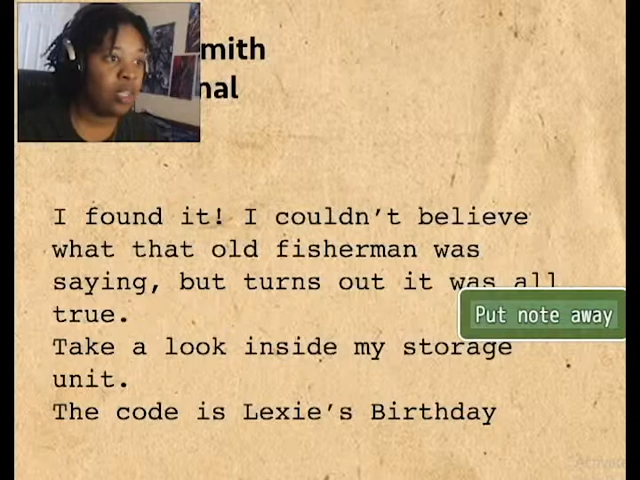 mith
nal
I found it! I couldn't believe
what that old fisherman was
saying, but turns out it was all
true.
Put note away
Take a look inside my storage
unit.
The code is Lexie's Birthday